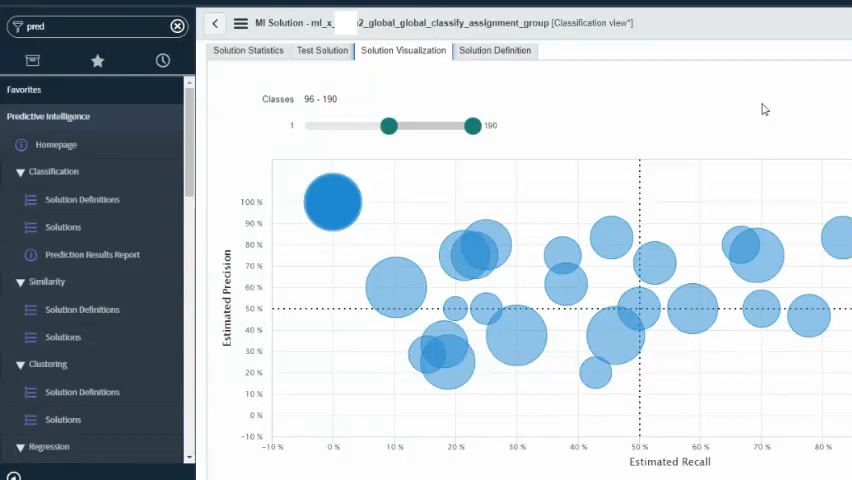 pred
Favorites
Predictive Intelligence
Homepage
Classification
Solution Definitions
Solutions
Prediction Results Report
Similarity
Solution Definitions
Solutions
Clustering
Solution Definitions
Solutions
Regression
Ml Solution - ml_x_ 2_global_global_classify_assignment_group [Classification view*]
Solution Statistics Test Solution Solution Visualization Solution Definition
Classes 96 - 190
1 190
Estimated Precision
100 %
90 %
80 %
70 %
60 %
50 %
40 %
30 %
20 %
10 %
0 %
-10 %
-10 % 0 % 10 % 20 % 30 % 40 % 50 % 60 % 70 % 80 %
Estimated Recall